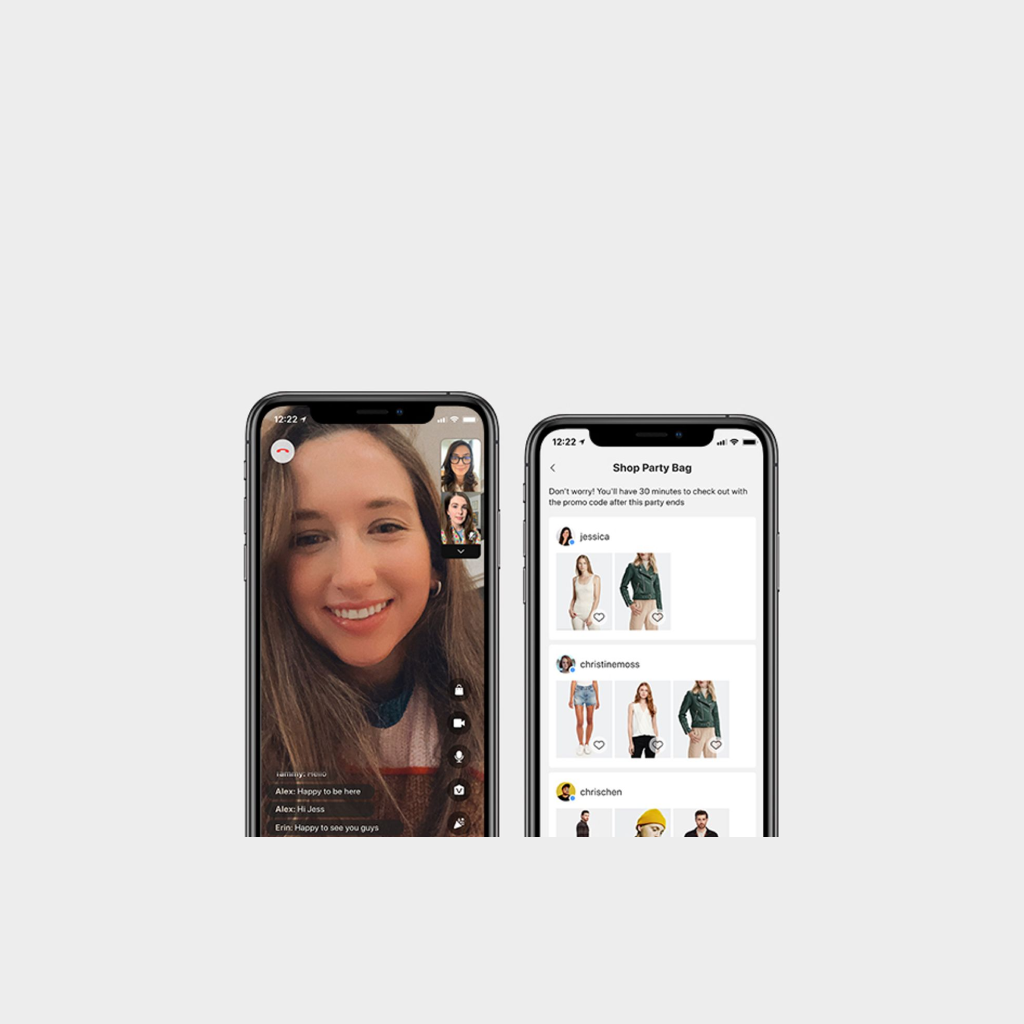 12:22
Tammy: Hello
Alex: Happy to be here
Alex: Hi Jess
Erin: Happy to see you guys
12:22
Shop Party Bag
Don't worry! You'll have 30 minutes to check out with
the promo code after this party ends
jessica
christinemoss
chrischen